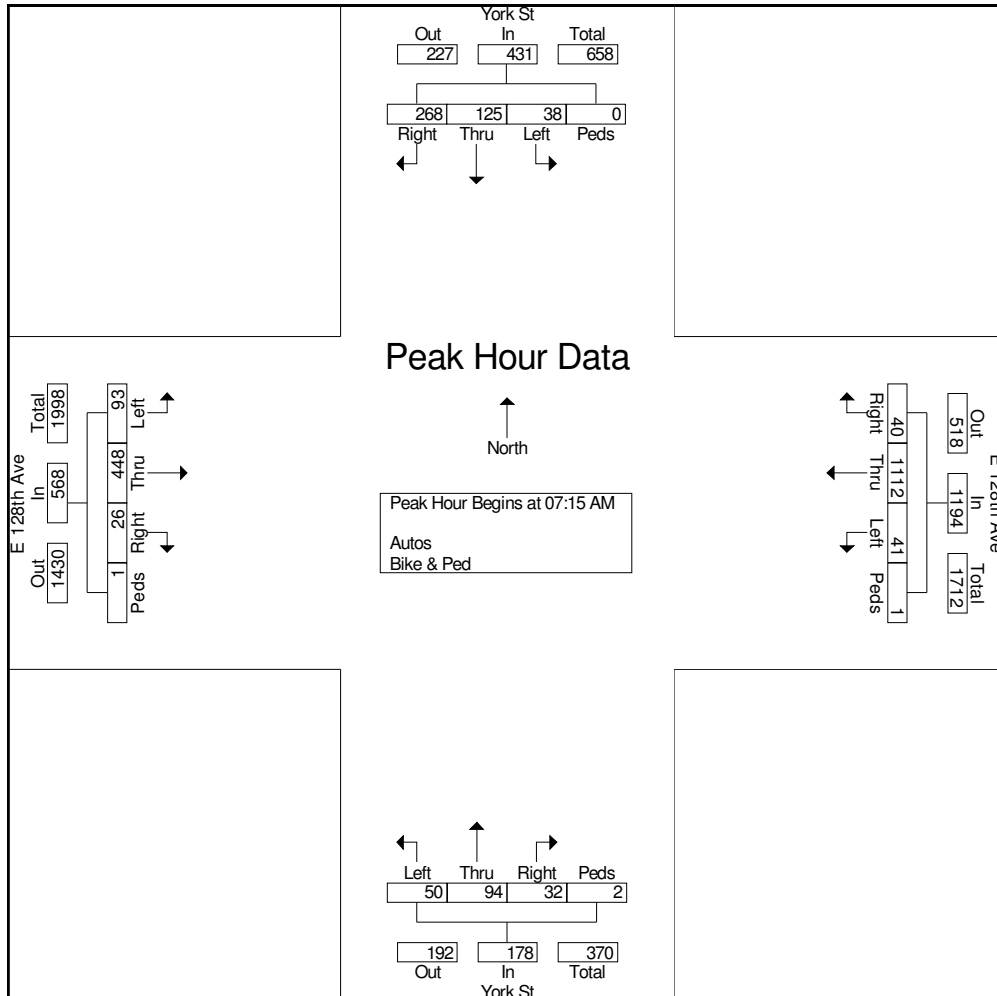 York St
Out In Total
227 431 658
268 125 38 0
Right Thru Left Peds
Peak Hour Data
North
Peak Hour Begins at 07:15 AM
Autos
Bike & Ped
E 128th Ave
Total In Out
1998 568 1430
93 448 26 1
Left Thru Right Peds
Right Thru Left Peds
40 1112 41 1
518 1194 1712
Out In Total
E 128th Ave
Left Thru Right Peds
50 94 32 2
192 178 370
Out In Total
York St